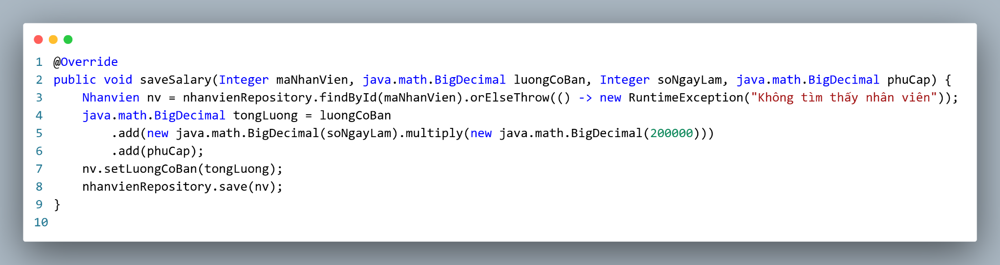 1 @Override
2 public void saveSalary(Integer maNhanVien, java.math.BigDecimal luongCoBan, Integer soNgayLam, java.math.BigDecimal phuCap) {
3     Nhanvien nv = nhanvienRepository.findById(maNhanVien).orElseThrow(() -> new RuntimeException("Không tìm thấy nhân viên"));
4     java.math.BigDecimal tongLuong = luongCoBan
5         .add(new java.math.BigDecimal(soNgayLam).multiply(new java.math.BigDecimal(200000)))
6         .add(phuCap);
7     nv.setLuongCoBan(tongLuong);
8     nhanvienRepository.save(nv);
9 }
10